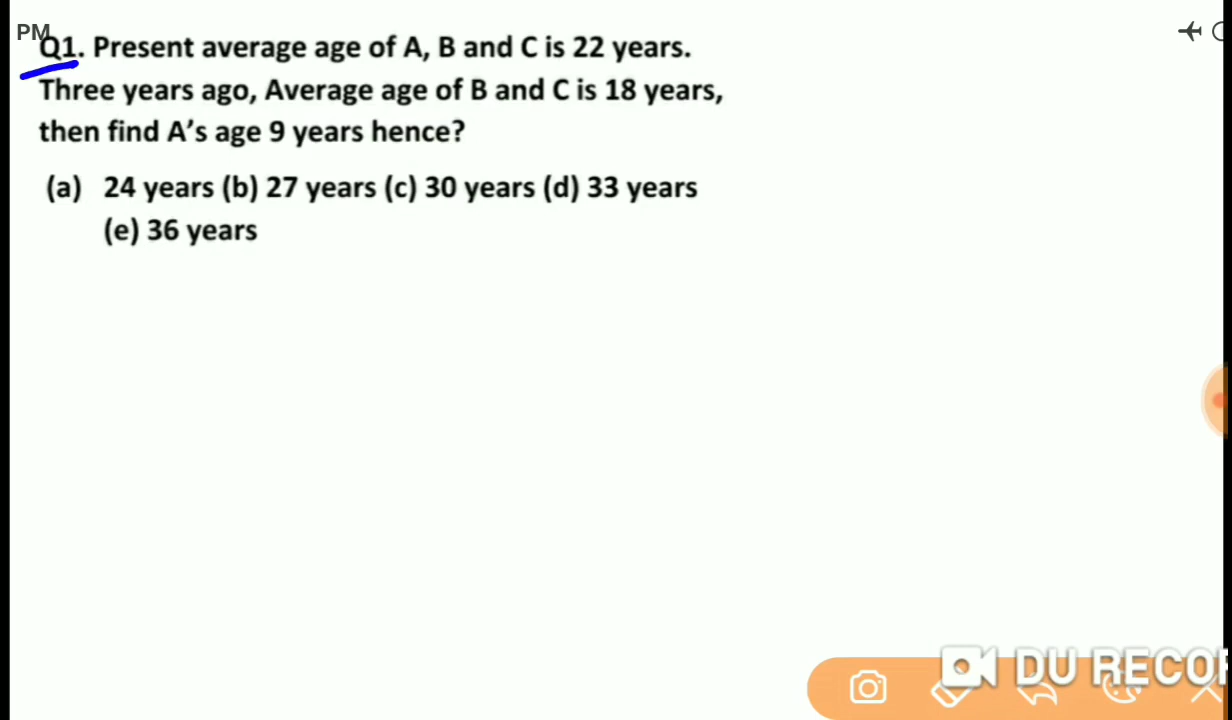 PM
Q1. Present average age of A, B and C is 22 years.
Three years ago, Average age of B and C is 18 years,
then find A's age 9 years hence?
(a) 24 years (b) 27 years (c) 30 years (d) 33 years
(e) 36 years
DU RECOR